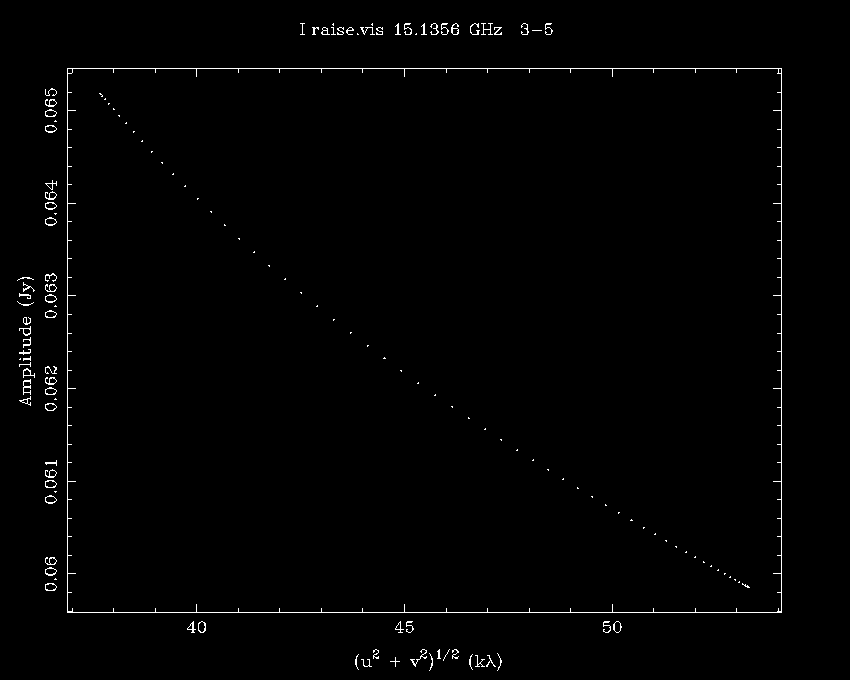 I raise.vis 15.1356 GHz 3-5
0.065
0.064
0.063
0.062
0.061
0.06
Amplitude (Jy)
40 45 50
(u² + v²)^1/2 (kλ)